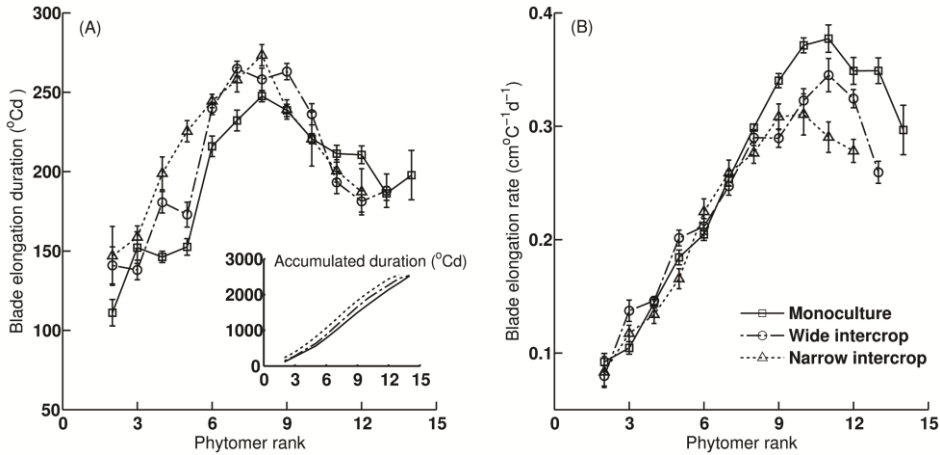 (A)
Blade elongation duration (°Cd)
300
250
200
150
100
50
0 3 6 9 12 15
Phytomer rank
Accumulated duration (°Cd)
3000
2000
1000
0
0 3 6 9 12 15
(B)
Blade elongation rate (cm°C⁻¹d⁻¹)
0.4
0.3
0.2
0.1
0 3 6 9 12 15
Phytomer rank
Monoculture
Wide intercrop
Narrow intercrop